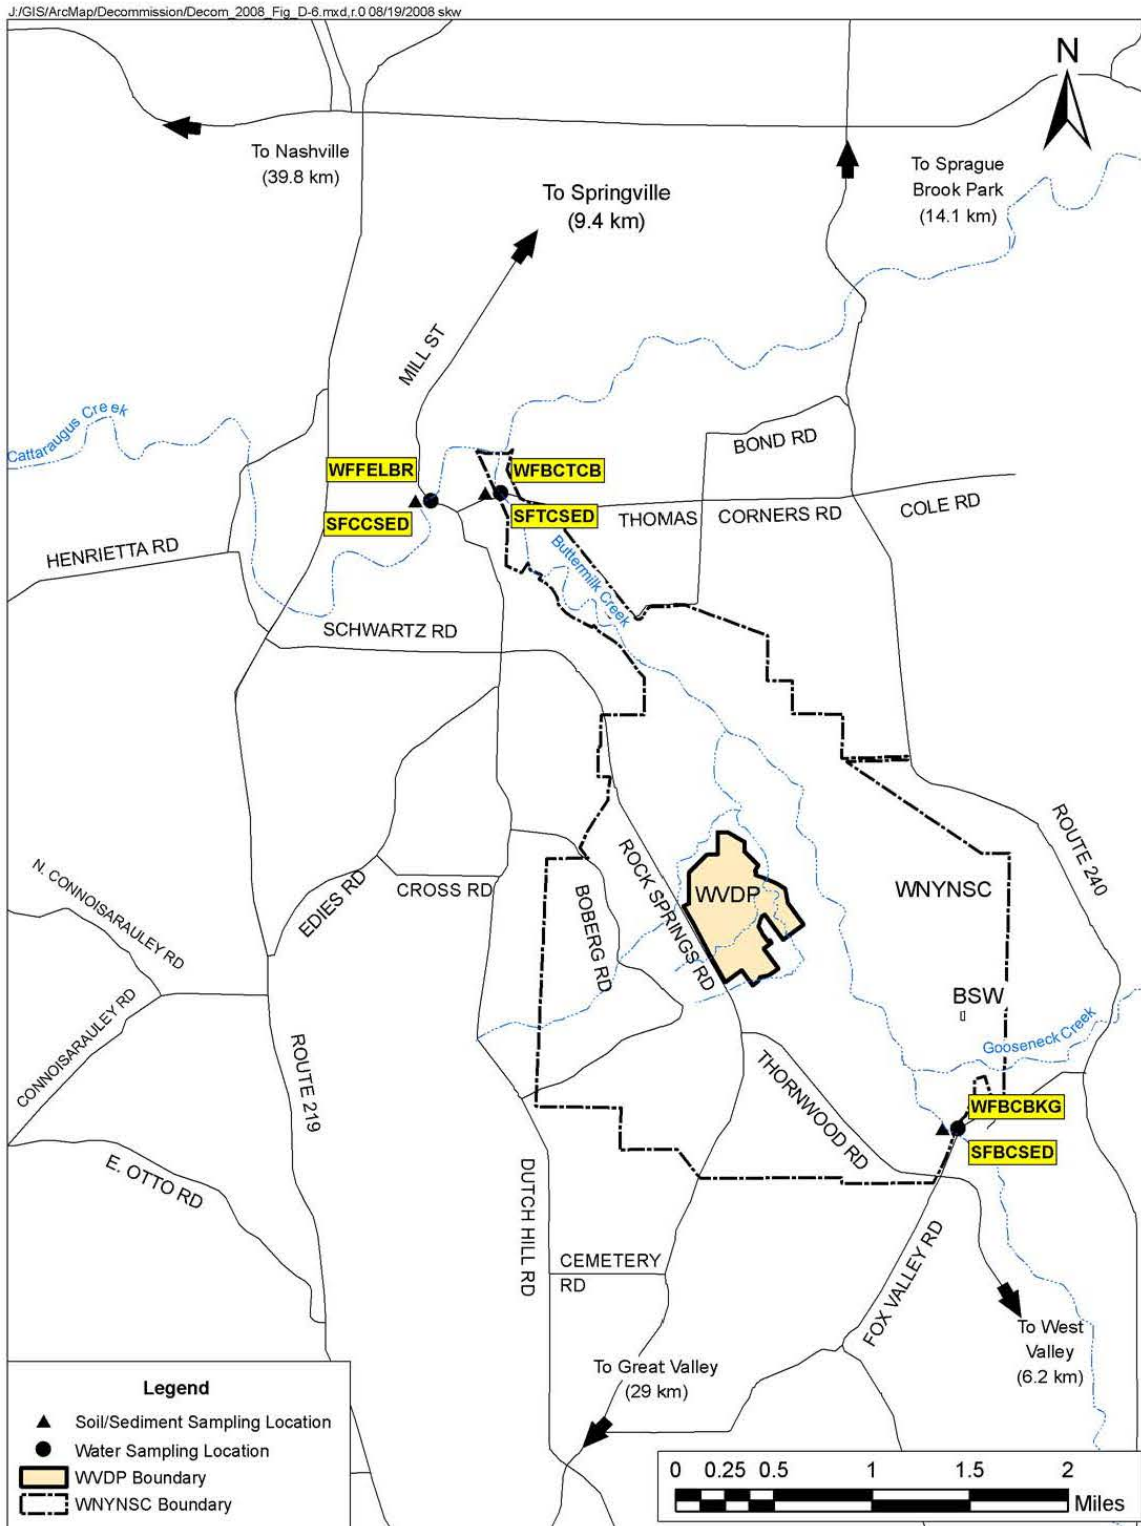 J:/GIS/ArcMap/Decommission/Decom_2008_Fig_D-6.mxd,r.0 08/19/2008 skw
N
To Nashville
(39.8 km)
To Springville
(9.4 km)
To Sprague
Brook Park
(14.1 km)
MILL ST
Cattaraugus Creek
BOND RD
WFFELBR
WFBCTCB
SFCCSED
SFTCSED
THOMAS
CORNERS RD
COLE RD
HENRIETTA RD
Buttermilk Creek
SCHWARTZ RD
ROCK SPRINGS RD
ROUTE 240
WVDP
WNYNSC
N. CONNOISARAULEY RD
EDIES RD
CROSS RD
BOBERG RD
CONNOISARAULEY RD
BSW
Gooseneck Creek
ROUTE 219
THORNWOOD RD
WFBCBKG
SFBCSED
E. OTTO RD
DUTCH HILL RD
CEMETERY
RD
FOX VALLEY RD
To West
Valley
(6.2 km)
To Great Valley
(29 km)
Legend
Soil/Sediment Sampling Location
Water Sampling Location
WVDP Boundary
WNYNSC Boundary
0 0.25 0.5 1 1.5 2
Miles